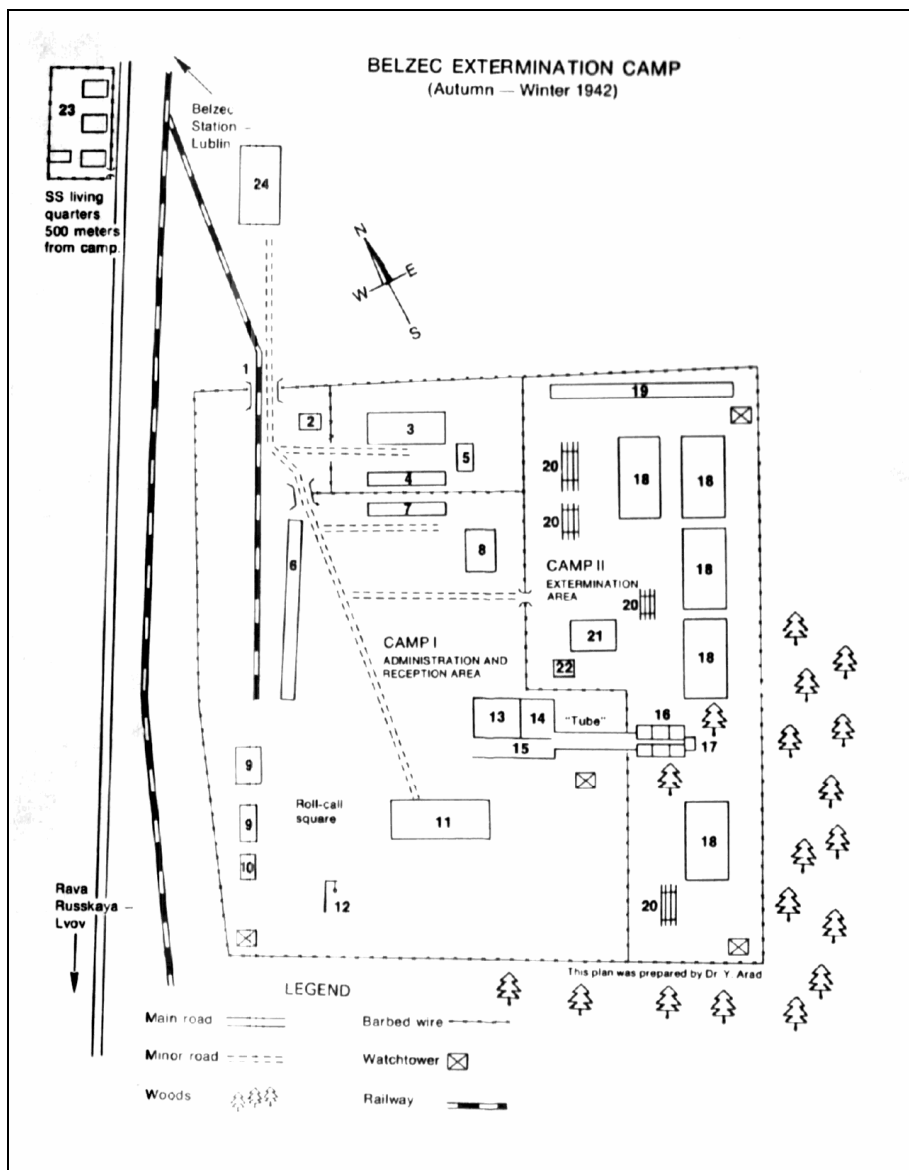 BELZEC EXTERMINATION CAMP
(Autumn — Winter 1942)
23
Belzec
Station –
Lublin
24
SS living
quarters
500 meters
from camp.
N
E
W
S
1
2
3
19
5
4
20
18
18
7
20
6
8
CAMP II
EXTERMINATION
AREA
18
20
21
CAMP I
ADMINISTRATION AND
RECEPTION AREA
22
18
13
14
"Tube"
16
15
17
9
Roll-call
square
9
11
18
10
12
20
Rava
Russkaya –
Lvov
This plan was prepared by Dr Y. Arad
LEGEND
Main road
Barbed wire
Minor road
Watchtower
Woods
Railway